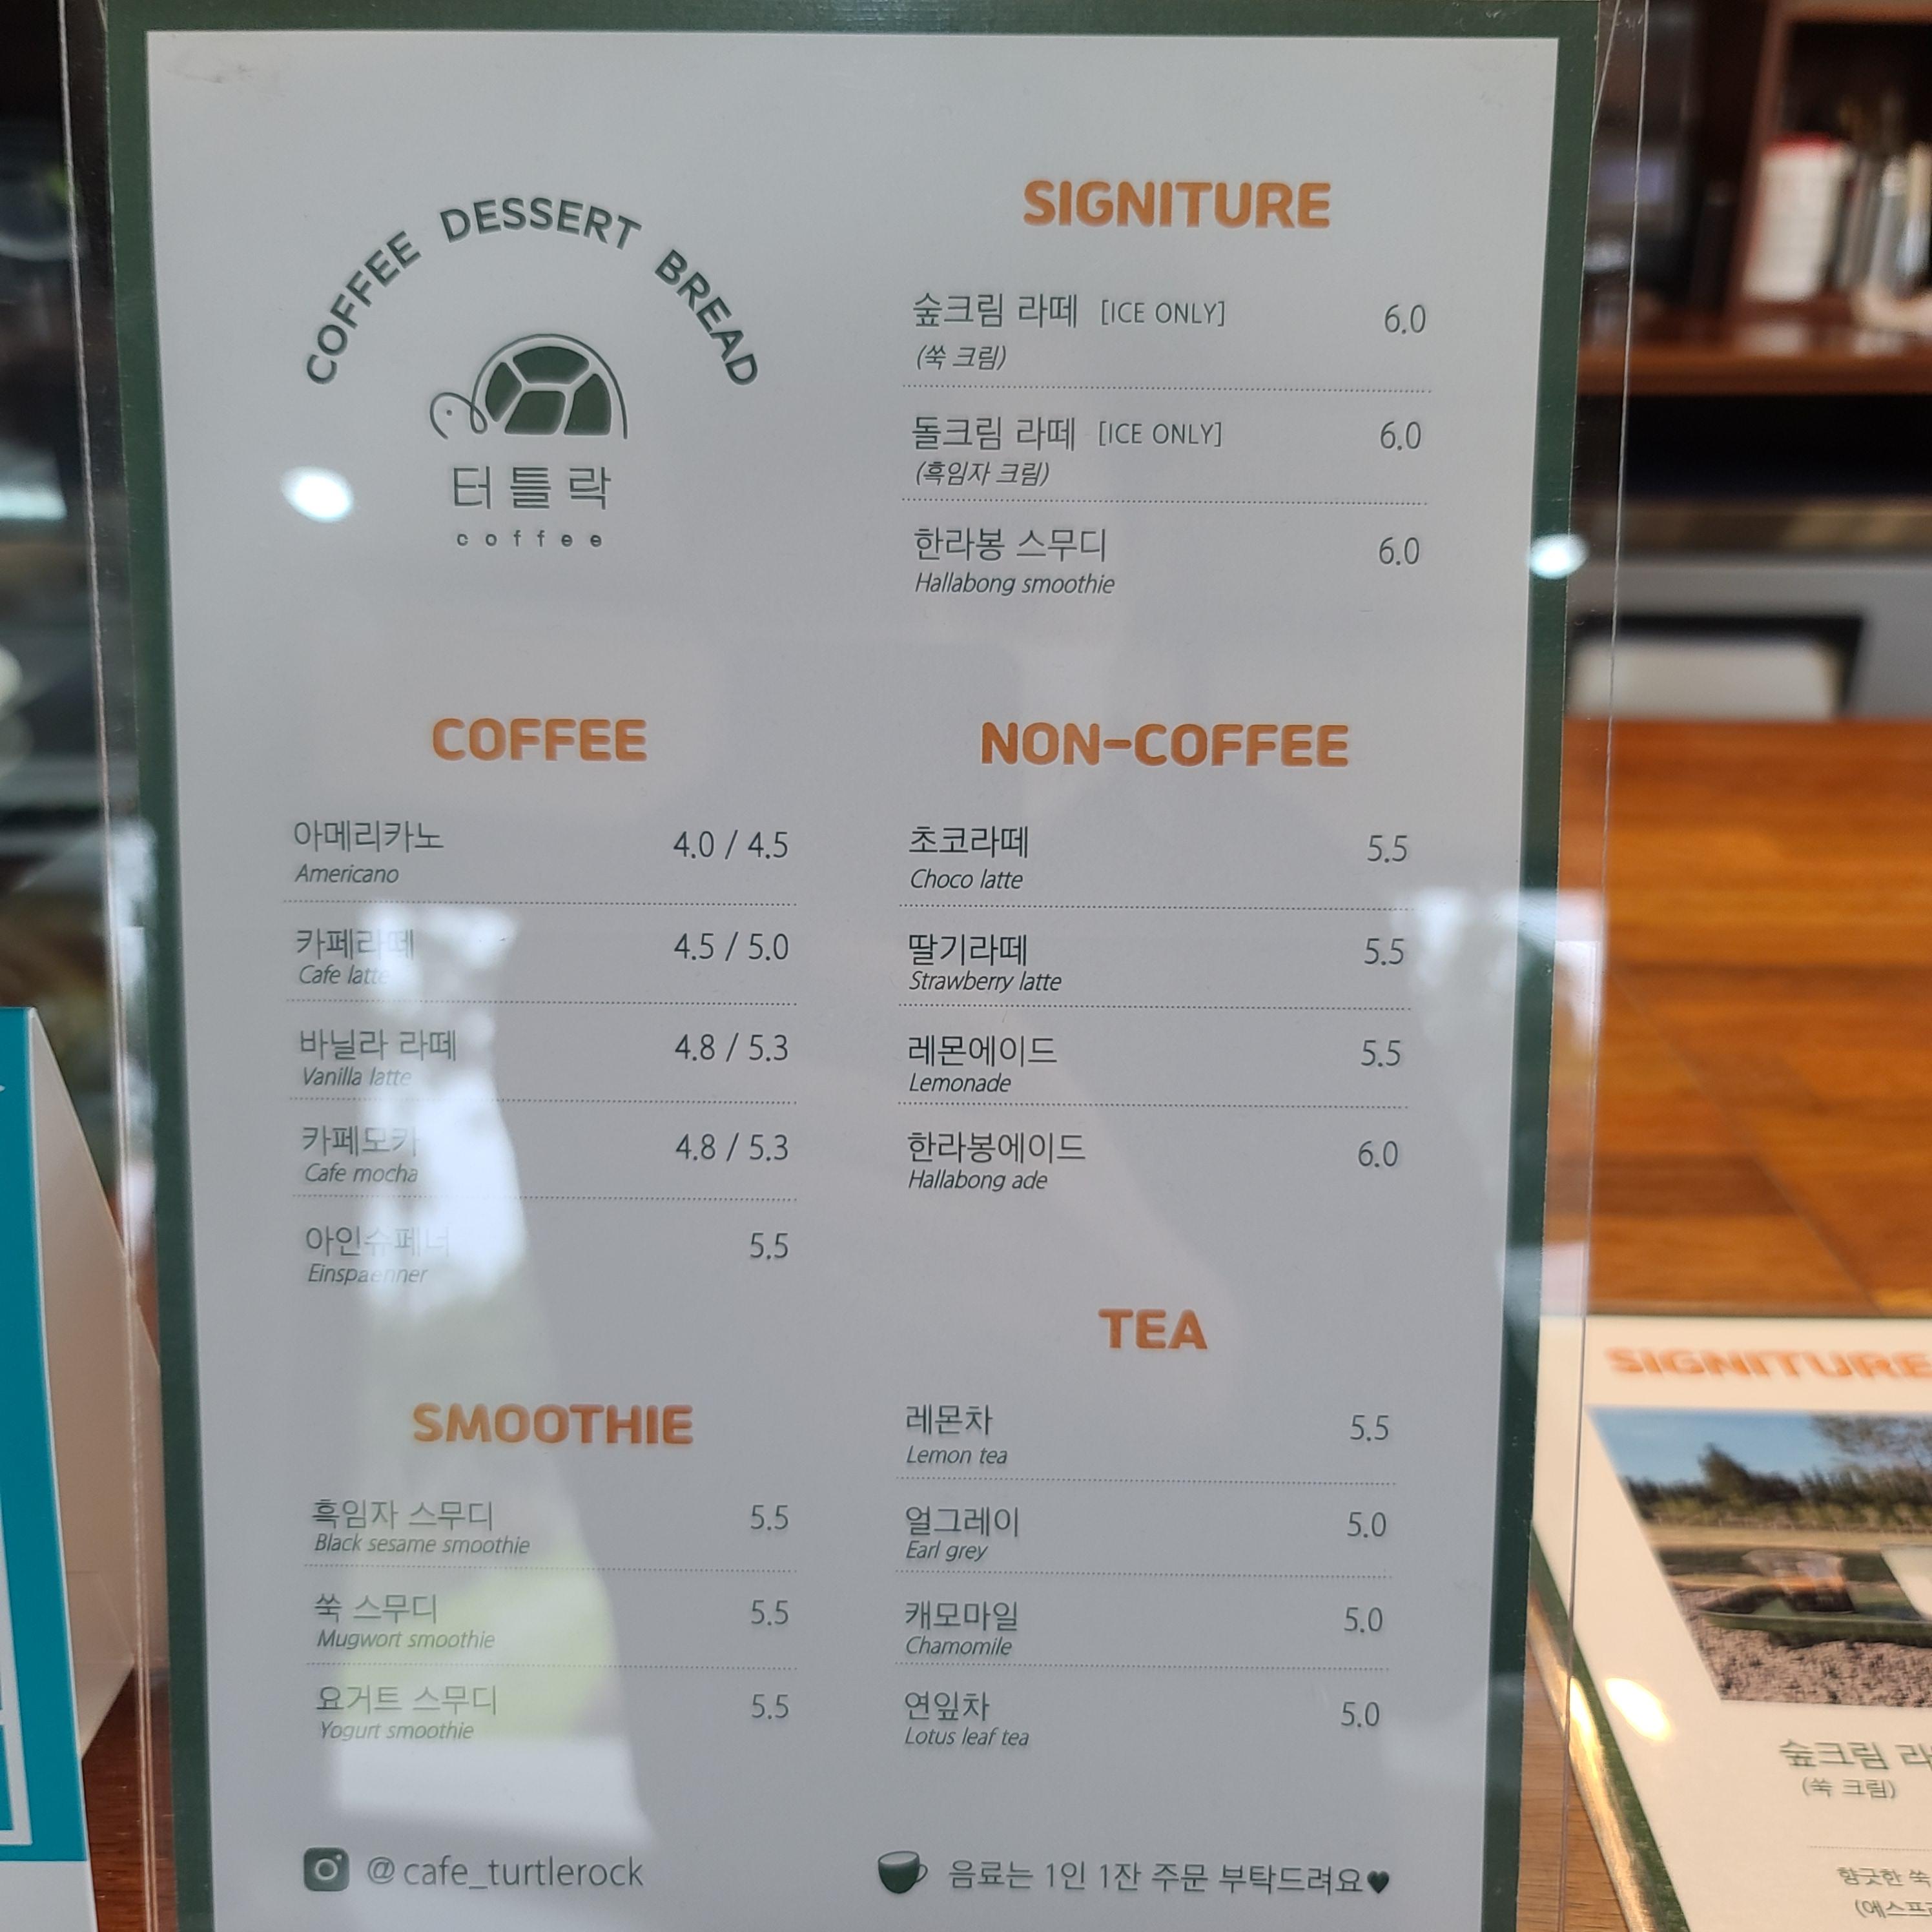 COFFEE DESSERT BREAD
터틀락
coffee
SIGNITURE
숲크림 라떼 [ICE ONLY] 6.0
(쑥 크림)
돌크림 라떼 [ICE ONLY] 6.0
(흑임자 크림)
한라봉 스무디 6.0
Hallabong smoothie
COFFEE
아메리카노 4.0 / 4.5
Americano
카페라떼 4.5 / 5.0
Cafe latte
바닐라 라떼 4.8 / 5.3
Vanilla latte
카페모카 4.8 / 5.3
Cafe mocha
아인슈페너 5.5
Einspaenner
NON-COFFEE
초코라떼 5.5
Choco latte
딸기라떼 5.5
Strawberry latte
레몬에이드 5.5
Lemonade
한라봉에이드 6.0
Hallabong ade
SMOOTHIE
흑임자 스무디 5.5
Black sesame smoothie
쑥 스무디 5.5
Mugwort smoothie
요거트 스무디 5.5
Yogurt smoothie
TEA
레몬차 5.5
Lemon tea
얼그레이 5.0
Earl grey
캐모마일 5.0
Chamomile
연잎차 5.0
Lotus leaf tea
@cafe_turtlerock
음료는 1인 1잔 주문 부탁드려요♥
SIGNITURE
숲크림
(쑥 크림)
향긋한 쑥